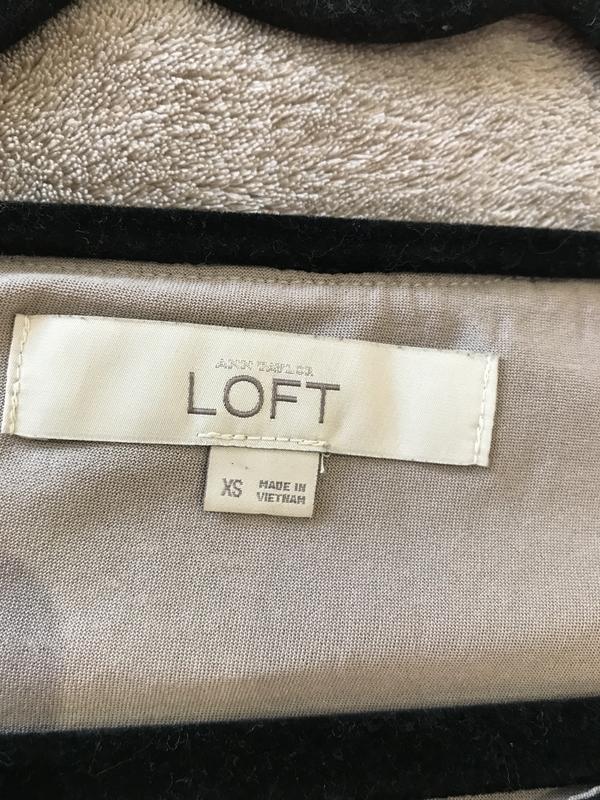 ANN TAYLOR
LOFT
XS
MADE IN
VIETNAM